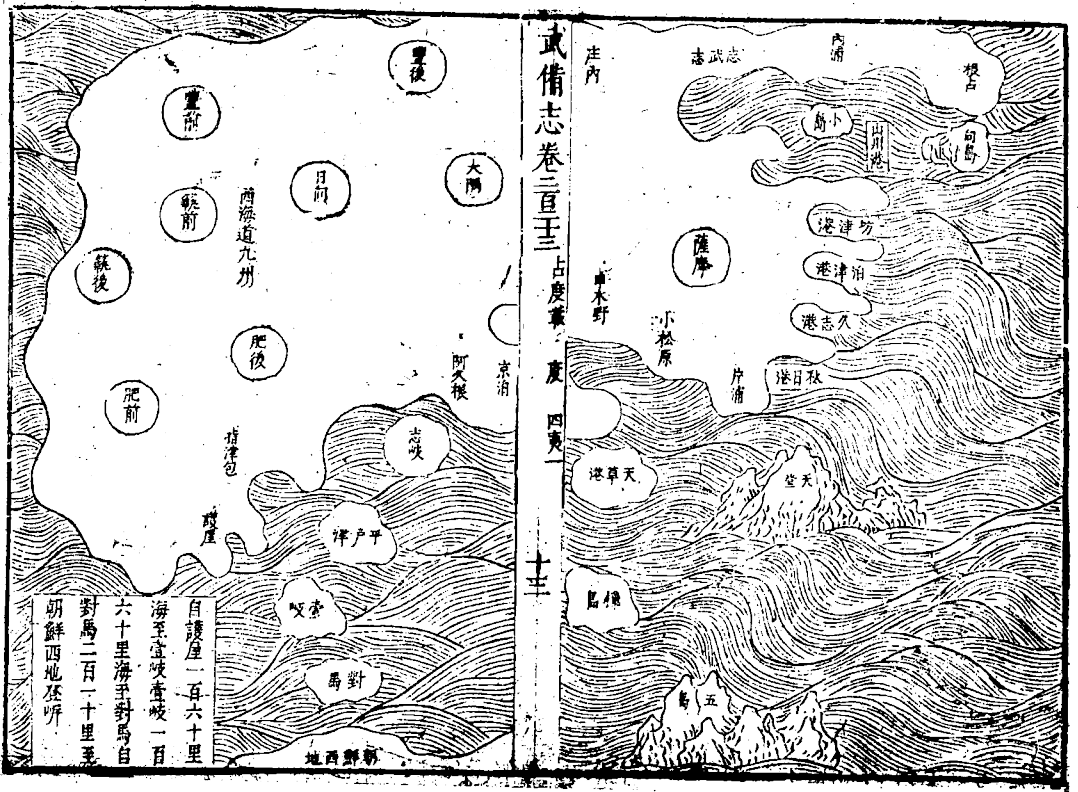 內浦
根占
志武志
庄內
小島
山川港
向島
坊津港
泊津港
薩摩
久志港
秋目港
片浦
小松原
天草港
天堂
五島
武備志卷二百二十三
占度載
度
四夷一
十三
豐後
豐前
大隅
日向
筑前
西海道九州
筑後
肥後
肥前
京泊
阿久根
志岐
指津包
護屋
平户津
壹岐
對馬
朝鮮西地
自護屋一百六十里
海至壹岐壹岐一百
六十里海至對馬自
對馬二百一十里至
朝鮮西地